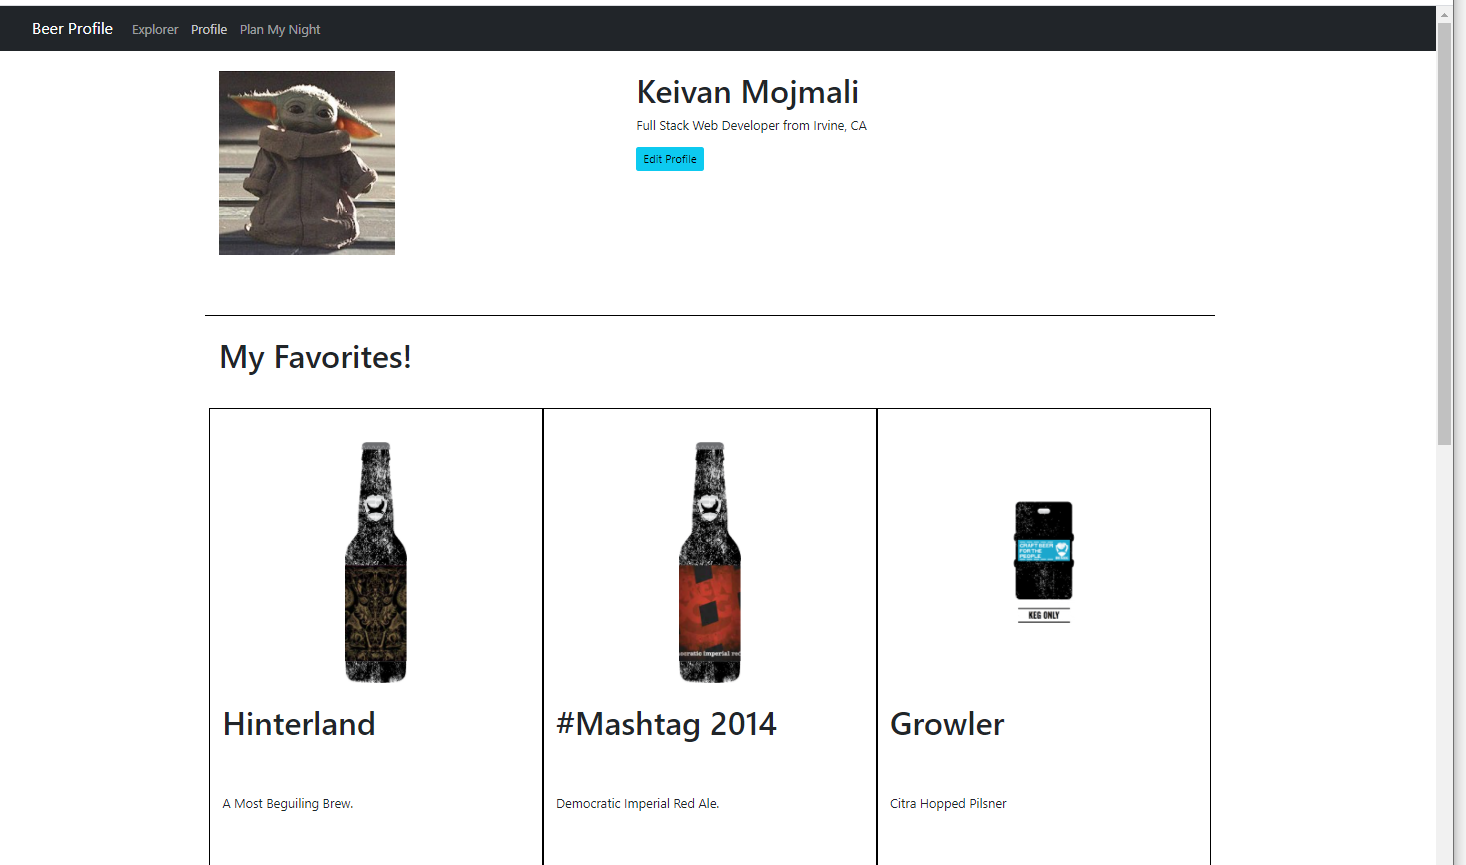 Beer Profile Explorer Profile Plan My Night
Keivan Mojmali
Full Stack Web Developer from Irvine, CA
Edit Profile
My Favorites!
CRAFT BEER
FOR THE
PEOPLE
KEG ONLY
ocratic imperial red
Hinterland
#Mashtag 2014
Growler
A Most Beguiling Brew.
Democratic Imperial Red Ale.
Citra Hopped Pilsner